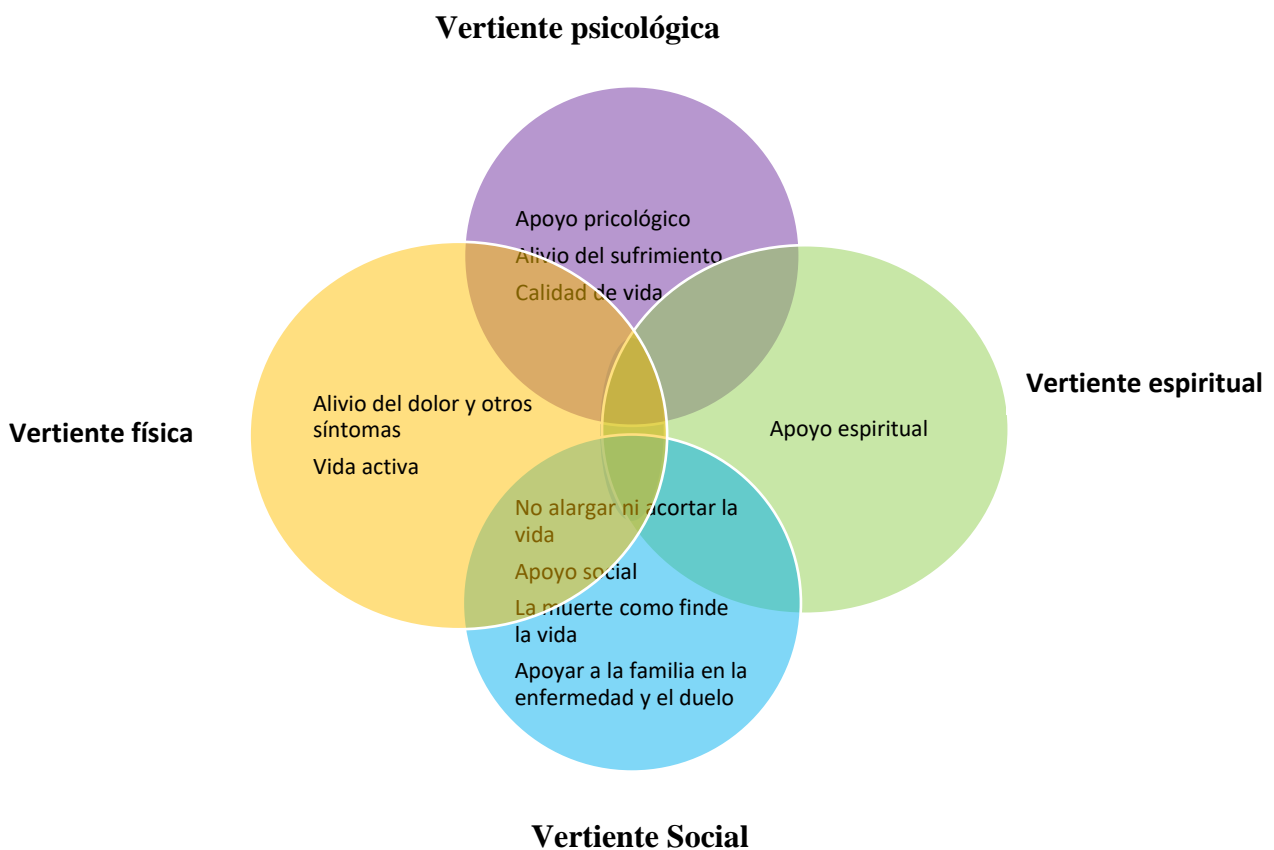 Vertiente psicológica
Apoyo pricológico
Alivio del sufrimiento
Calidad de vida
Vertiente espiritual
Alivio del dolor y otros
síntomas
Vida activa
Vertiente física
Apoyo espiritual
No alargar ni acortar la
vida
Apoyo social
La muerte como finde
la vida
Apoyar a la familia en la
enfermedad y el duelo
Vertiente Social